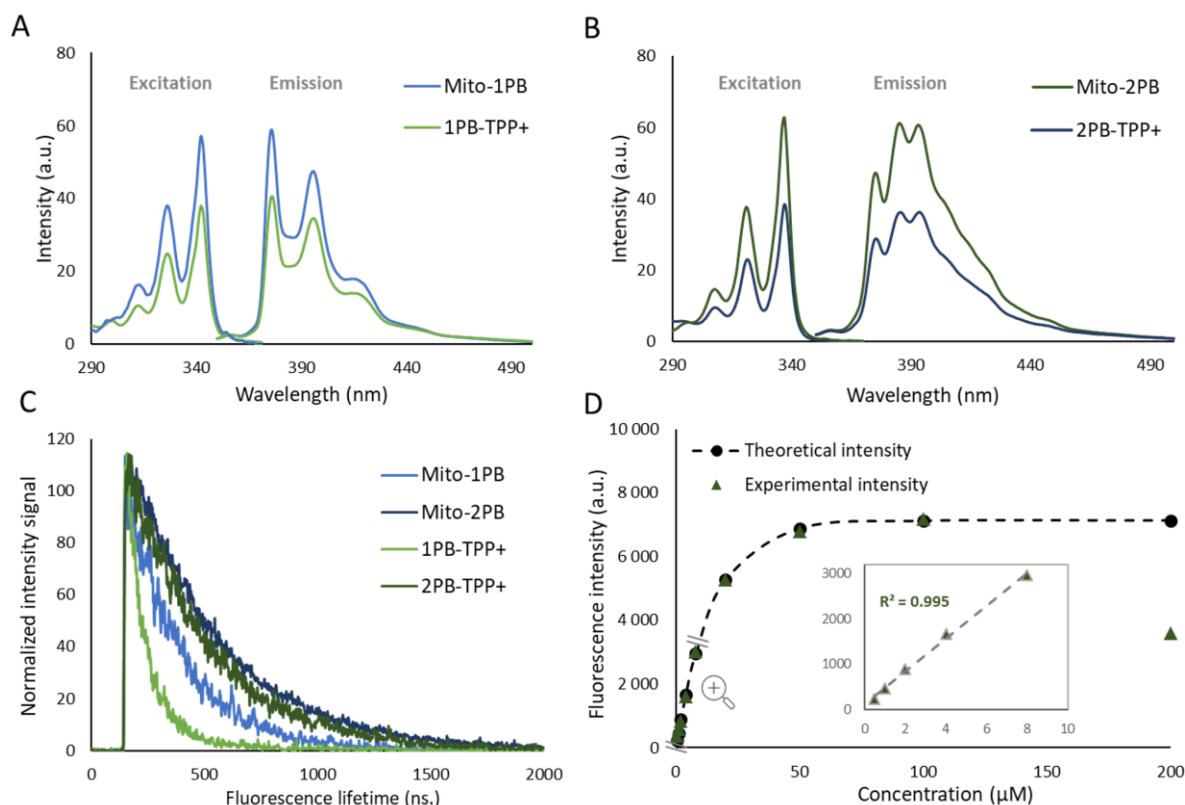 A
80
Excitation
Emission
Mito-1PB
1PB-TPP+
60
40
20
0
Intensity (a.u.)
290
340
390
440
490
Wavelength (nm)
B
80
Excitation
Emission
Mito-2PB
2PB-TPP+
60
40
20
0
Intensity (a.u.)
290
340
390
440
490
Wavelength (nm)
C
120
100
80
60
40
20
0
Normalized intensity signal
Mito-1PB
Mito-2PB
1PB-TPP+
2PB-TPP+
0
500
1000
1500
2000
Fluorescence lifetime (ns.)
D
10 000
8 000
6 000
4 000
2 000
0
Fluorescence intensity (a.u.)
Theoretical intensity
Experimental intensity
R² = 0.995
3000
2000
1000
0
0
2
4
6
8
10
0
50
100
150
200
Concentration (µM)